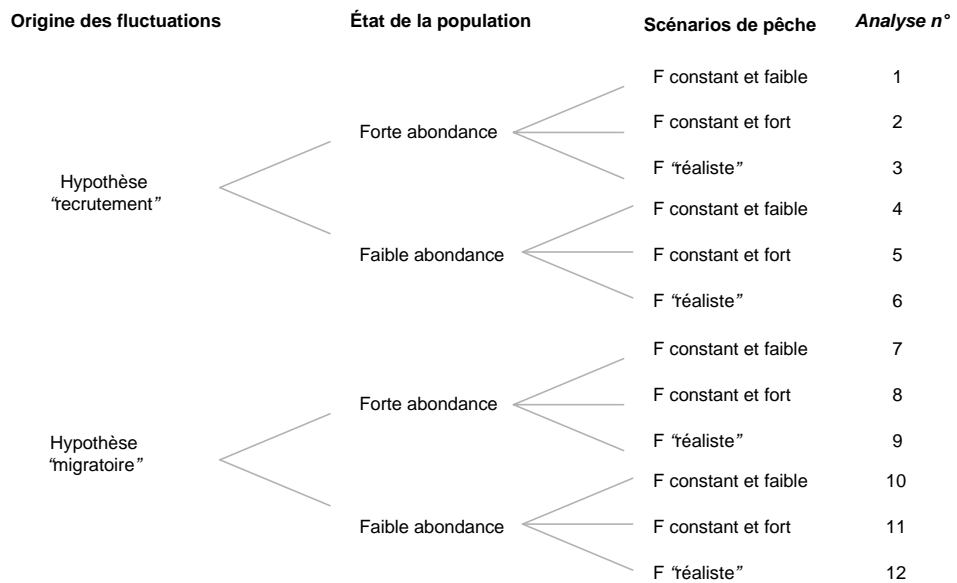 Origine des fluctuations État de la population Scénarios de pêche Analyse n°
F constant et faible 1
Forte abondance F constant et fort 2
F “réaliste” 3
Hypothèse
“recrutement”
F constant et faible 4
Faible abondance F constant et fort 5
F “réaliste” 6
F constant et faible 7
Forte abondance F constant et fort 8
F “réaliste” 9
Hypothèse
“migratoire”
F constant et faible 10
Faible abondance F constant et fort 11
F “réaliste” 12